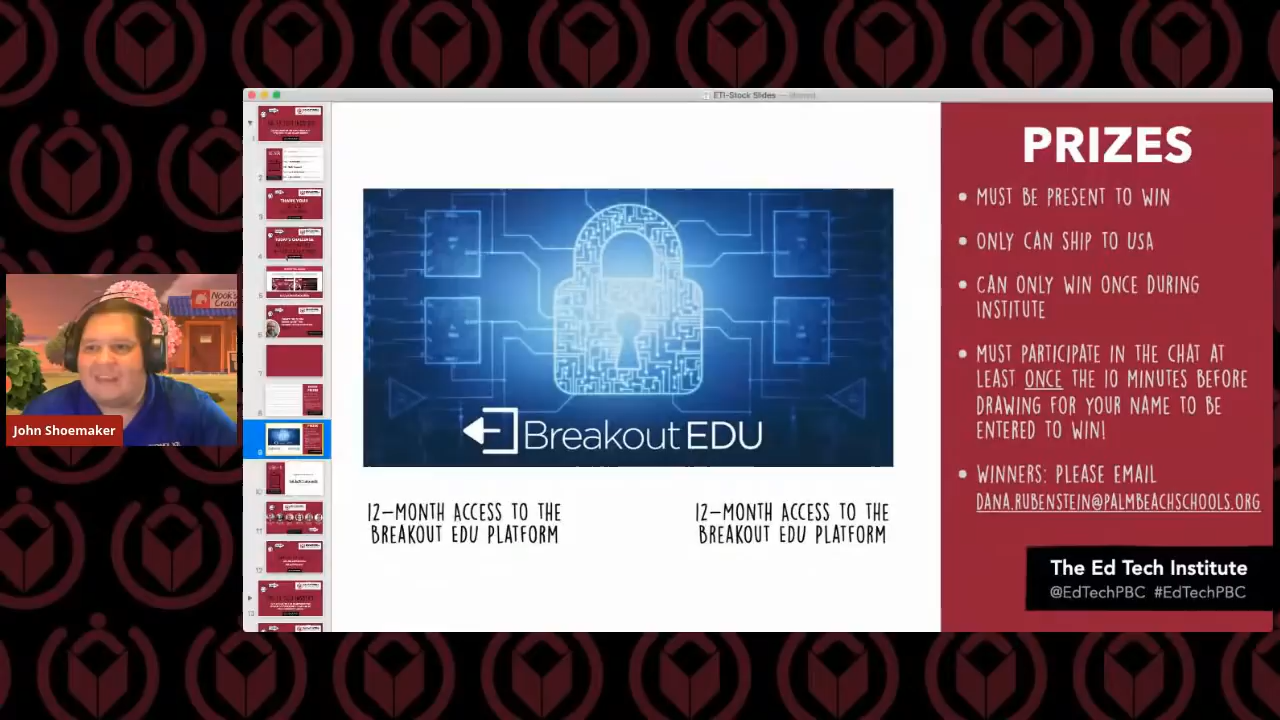 ETI-Stock Slides
PRIZES
• MUST BE PRESENT TO WIN
• ONLY CAN SHIP TO USA
• CAN ONLY WIN ONCE DURING
INSTITUTE
• MUST PARTICIPATE IN THE CHAT AT
LEAST ONCE THE 10 MINUTES BEFORE
DRAWING FOR YOUR NAME TO BE
ENTERED TO WIN!
• WINNERS: PLEASE EMAIL
DANA.RUBENSTEIN@PALMBEACHSCHOOLS.ORG
Breakout EDU
12-MONTH ACCESS TO THE
BREAKOUT EDU PLATFORM
12-MONTH ACCESS TO THE
BREAKOUT EDU PLATFORM
The Ed Tech Institute
@EdTechPBC #EdTechPBC
Nook's
John Shoemaker